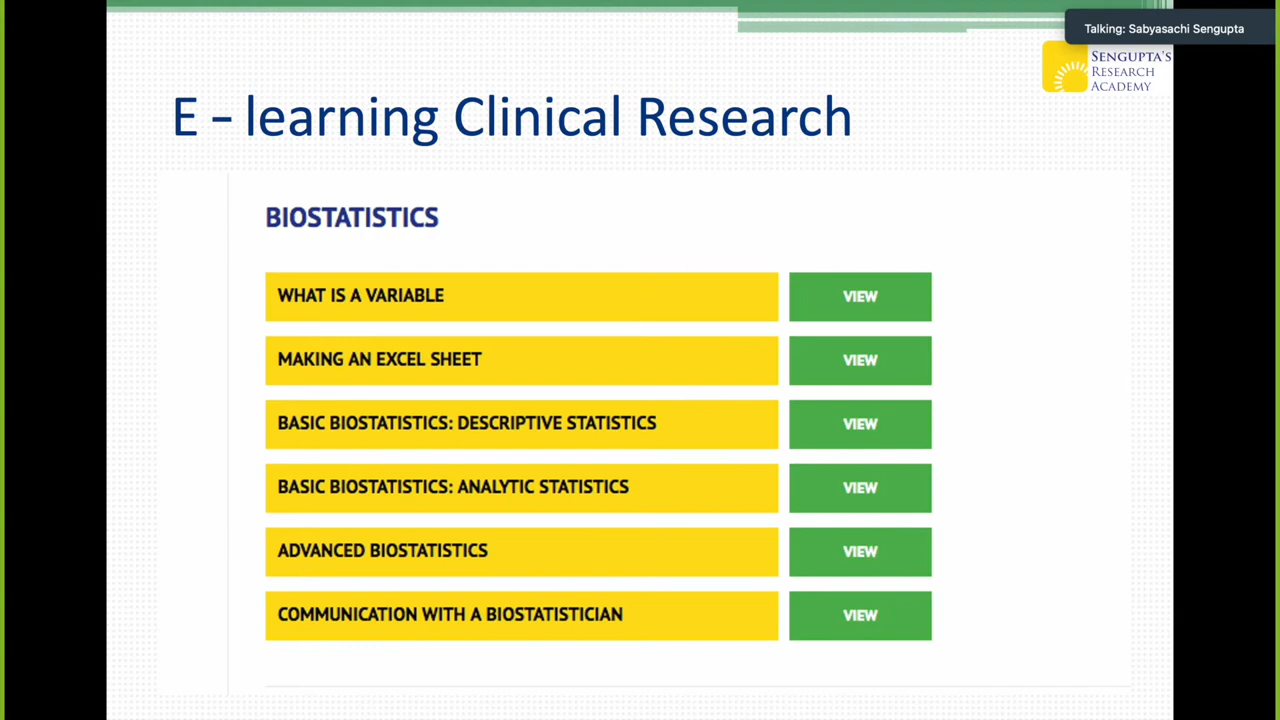 Talking: Sabyasachi Sengupta
SENGUPTA'S
RESEARCH
ACADEMY
E – learning Clinical Research
BIOSTATISTICS
WHAT IS A VARIABLE VIEW
MAKING AN EXCEL SHEET VIEW
BASIC BIOSTATISTICS: DESCRIPTIVE STATISTICS VIEW
BASIC BIOSTATISTICS: ANALYTIC STATISTICS VIEW
ADVANCED BIOSTATISTICS VIEW
COMMUNICATION WITH A BIOSTATISTICIAN VIEW